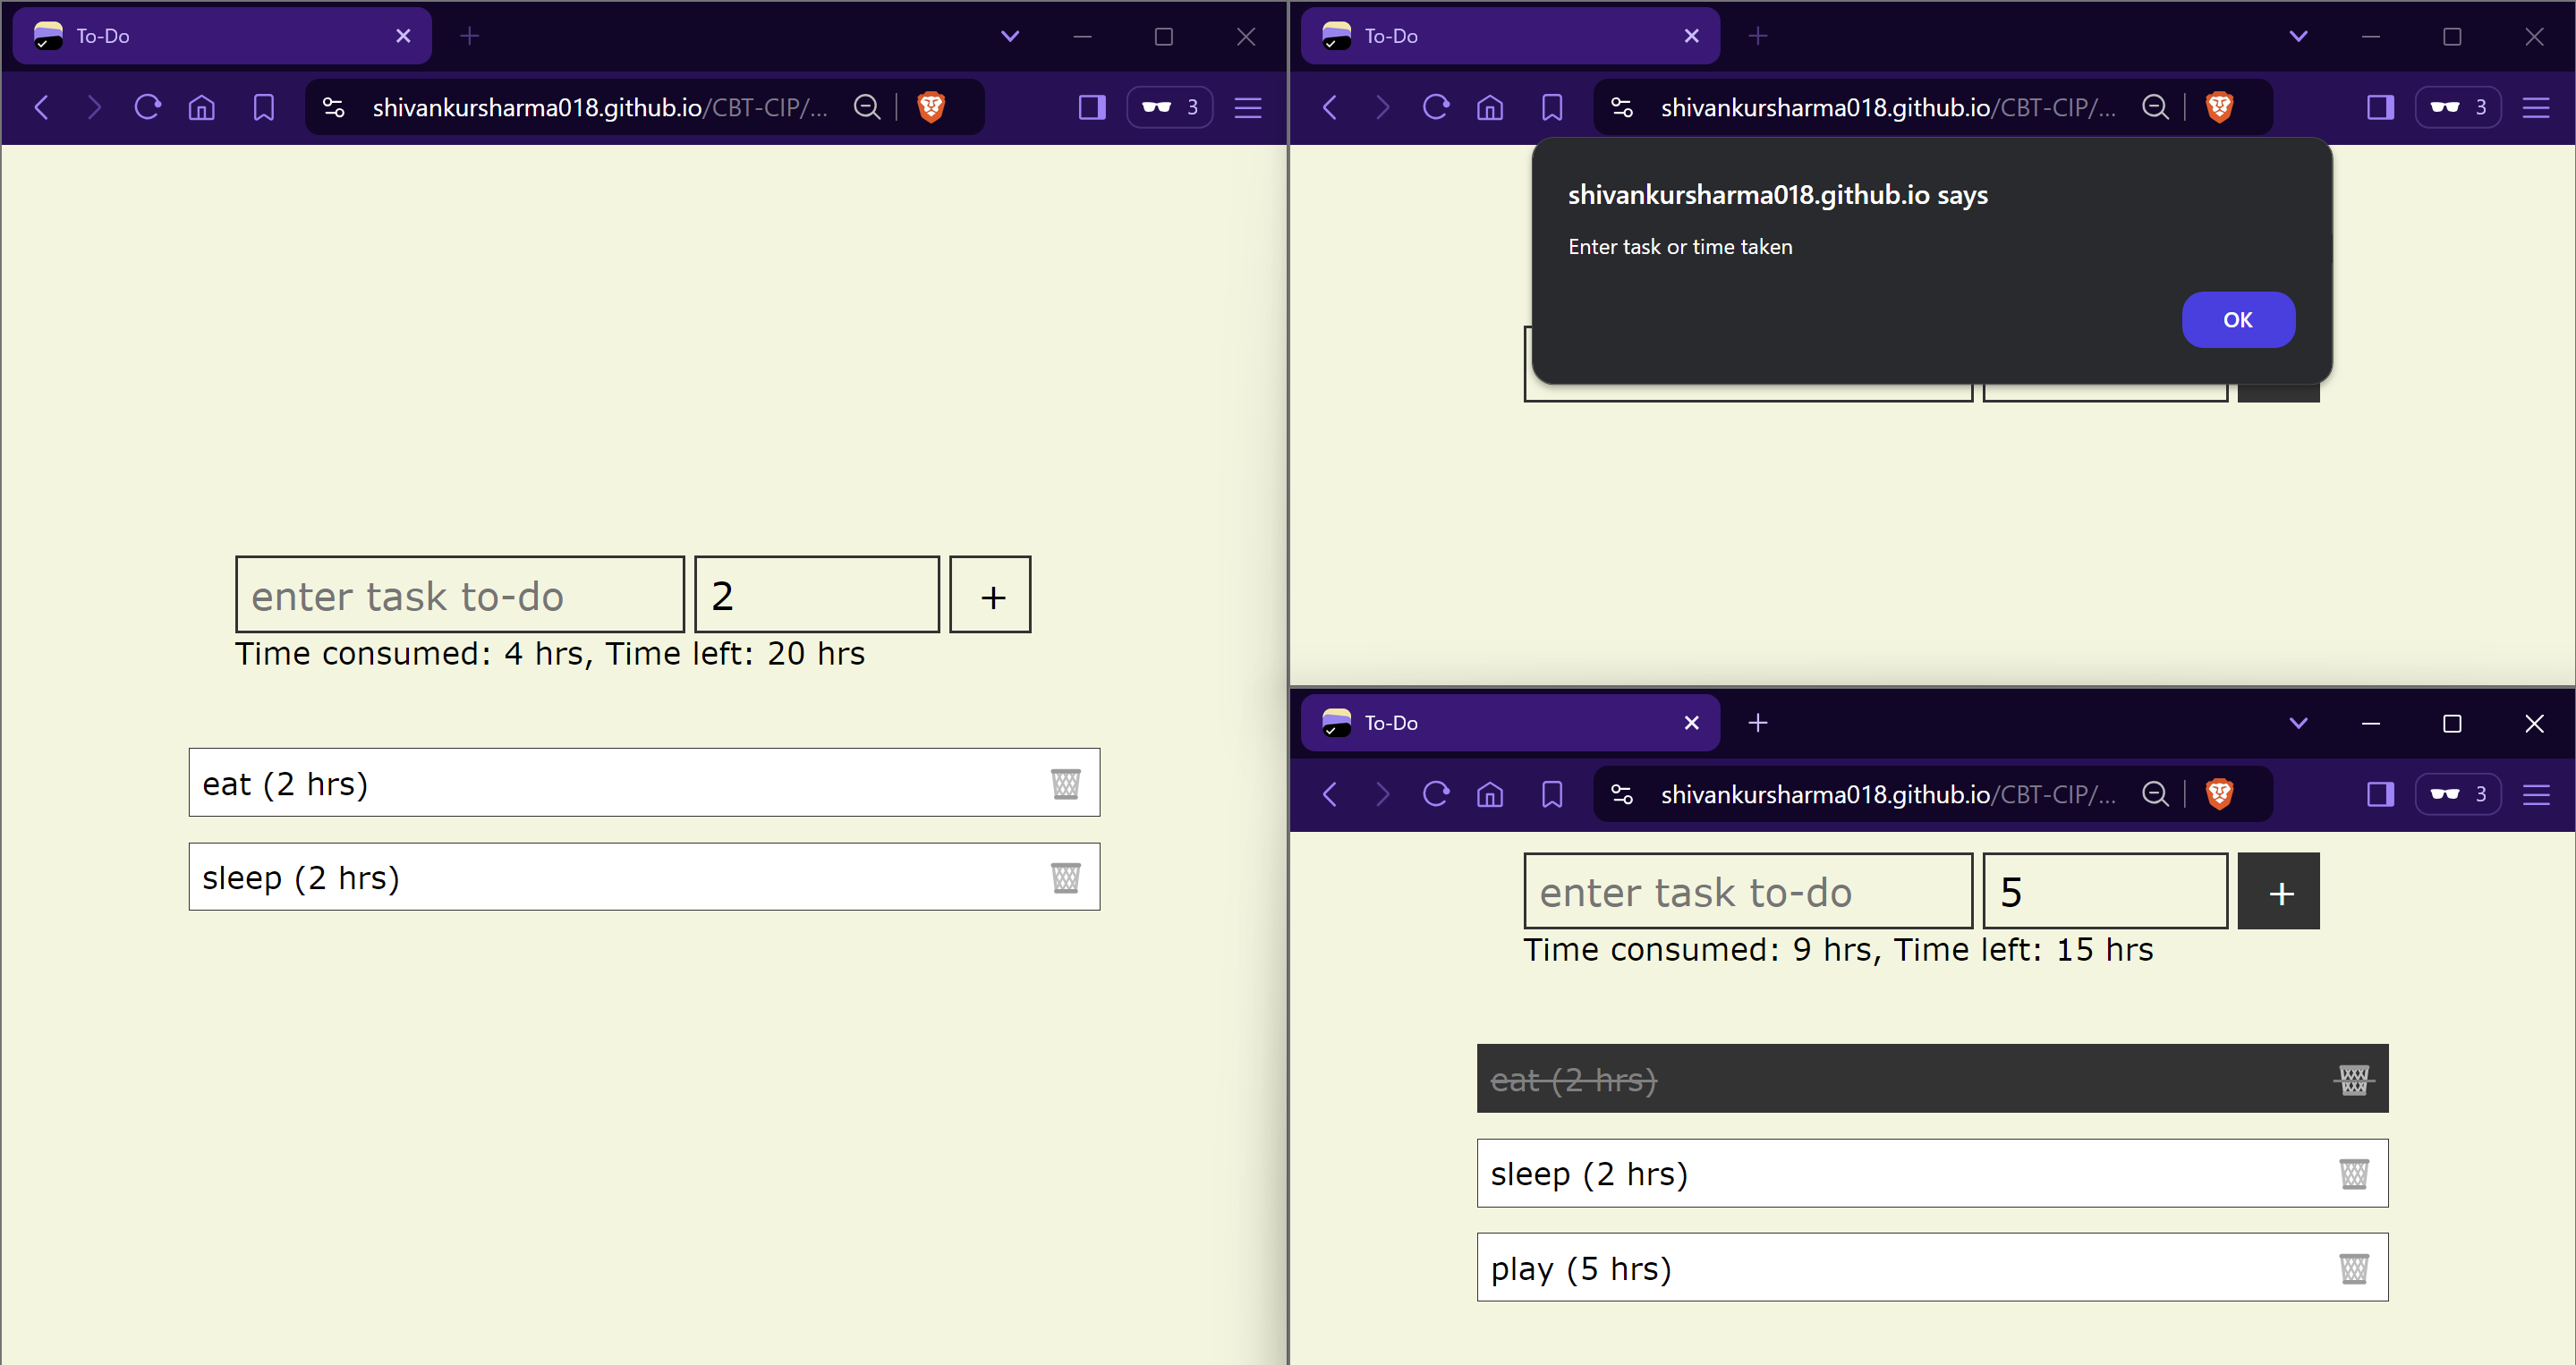 To-Do
shivankursharma018.github.io/CBT-CIP/...
3
enter task to-do 2 +
Time consumed: 4 hrs, Time left: 20 hrs
eat (2 hrs)
sleep (2 hrs)
To-Do
shivankursharma018.github.io/CBT-CIP/...
3
shivankursharma018.github.io says
Enter task or time taken
OK
To-Do
shivankursharma018.github.io/CBT-CIP/...
3
enter task to-do 5 +
Time consumed: 9 hrs, Time left: 15 hrs
eat (2 hrs)
sleep (2 hrs)
play (5 hrs)